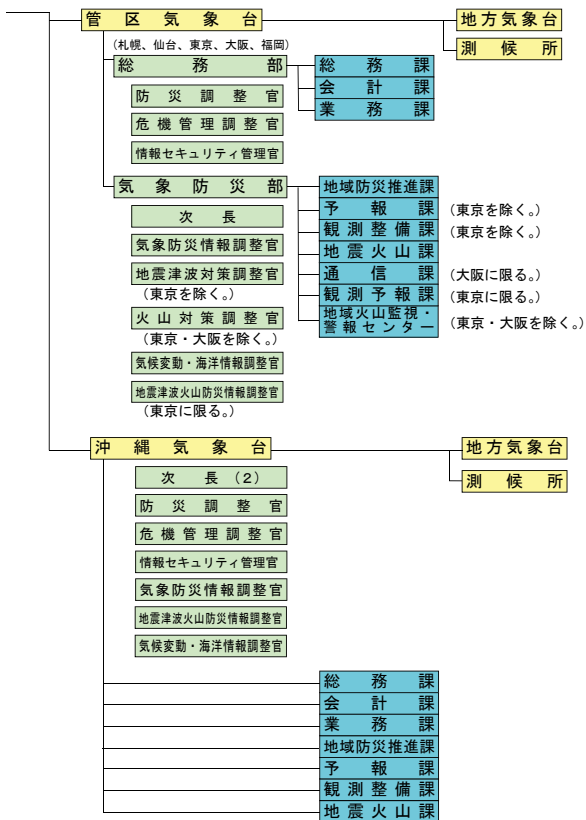 管区気象台
地方気象台
測候所
(札幌、仙台、東京、大阪、福岡)
総務部
総務課
会計課
業務課
防災調整官
危機管理調整官
情報セキュリティ管理官
気象防災部
地域防災推進課
予報課 (東京を除く。)
観測整備課 (東京を除く。)
地震火山課
通信課 (大阪に限る。)
観測予報課 (東京に限る。)
地域火山監視・
警報センター (東京・大阪を除く。)
次長
気象防災情報調整官
地震津波対策調整官
(東京を除く。)
火山対策調整官
(東京・大阪を除く。)
気候変動・海洋情報調整官
地震津波火山防災情報調整官
(東京に限る。)
沖縄気象台
地方気象台
測候所
次長(2)
防災調整官
危機管理調整官
情報セキュリティ管理官
気象防災情報調整官
地震津波火山防災情報調整官
気候変動・海洋情報調整官
総務課
会計課
業務課
地域防災推進課
予報課
観測整備課
地震火山課